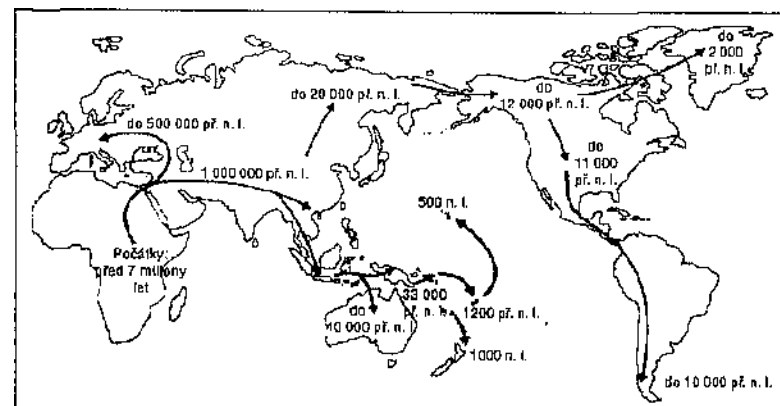 do
2 000
př. n. l.
do 20 000 př. n. l.
do
12 000 př. n. l.
do 500 000 př. n. l.
do
11 000
př. n. l.
1 000 000 př. n. l.
500 n. l.
Počátky:
před 7 miliony
let
33 000
př. n. l.
1200 př. n. l.
do
40 000 př. n. l.
1000 n. l.
do 10 000 př. n. l.